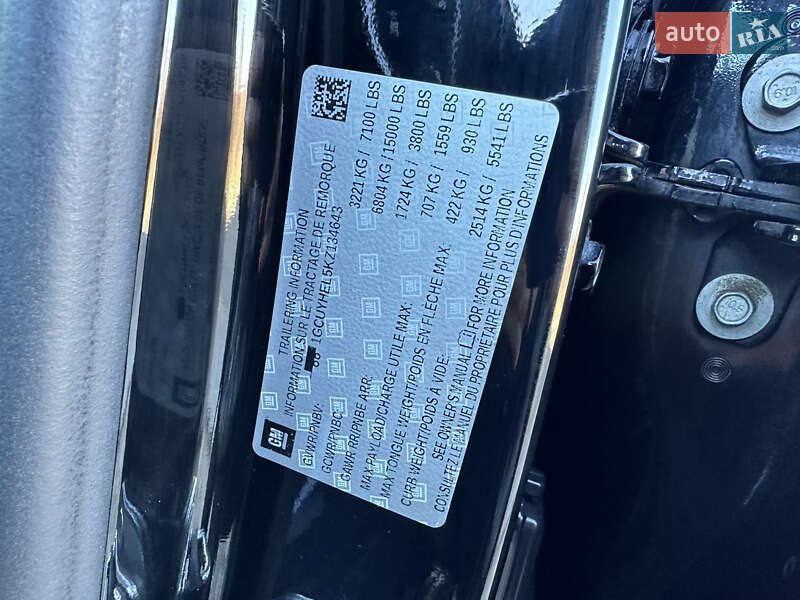 auto RIA
GM
TRAILERING INFORMATION
INFORMATION SUR LE TRACTAGE DE REMORQUE
1GCUYHEL5KZ134643
GVWR/PNBV: 3221 KG / 7100 LBS
GCWR/PNBC: 6804 KG / 15000 LBS
GAWR RR/PNBE ARR. 1724 KG / 3800 LBS
MAX PAYLOAD/CHARGE UTILE MAX: 707 KG / 1559 LBS
MAX TONGUE WEIGHT/POIDS EN FLÈCHE MAX: 422 KG / 930 LBS
CURB WEIGHT/POIDS A VIDE: 2514 KG / 5541 LBS
SEE OWNER'S MANUAL FOR MORE INFORMATION
CONSULTEZ LE MANUEL DU PROPRIÉTAIRE POUR PLUS D'INFORMATIONS
10.9